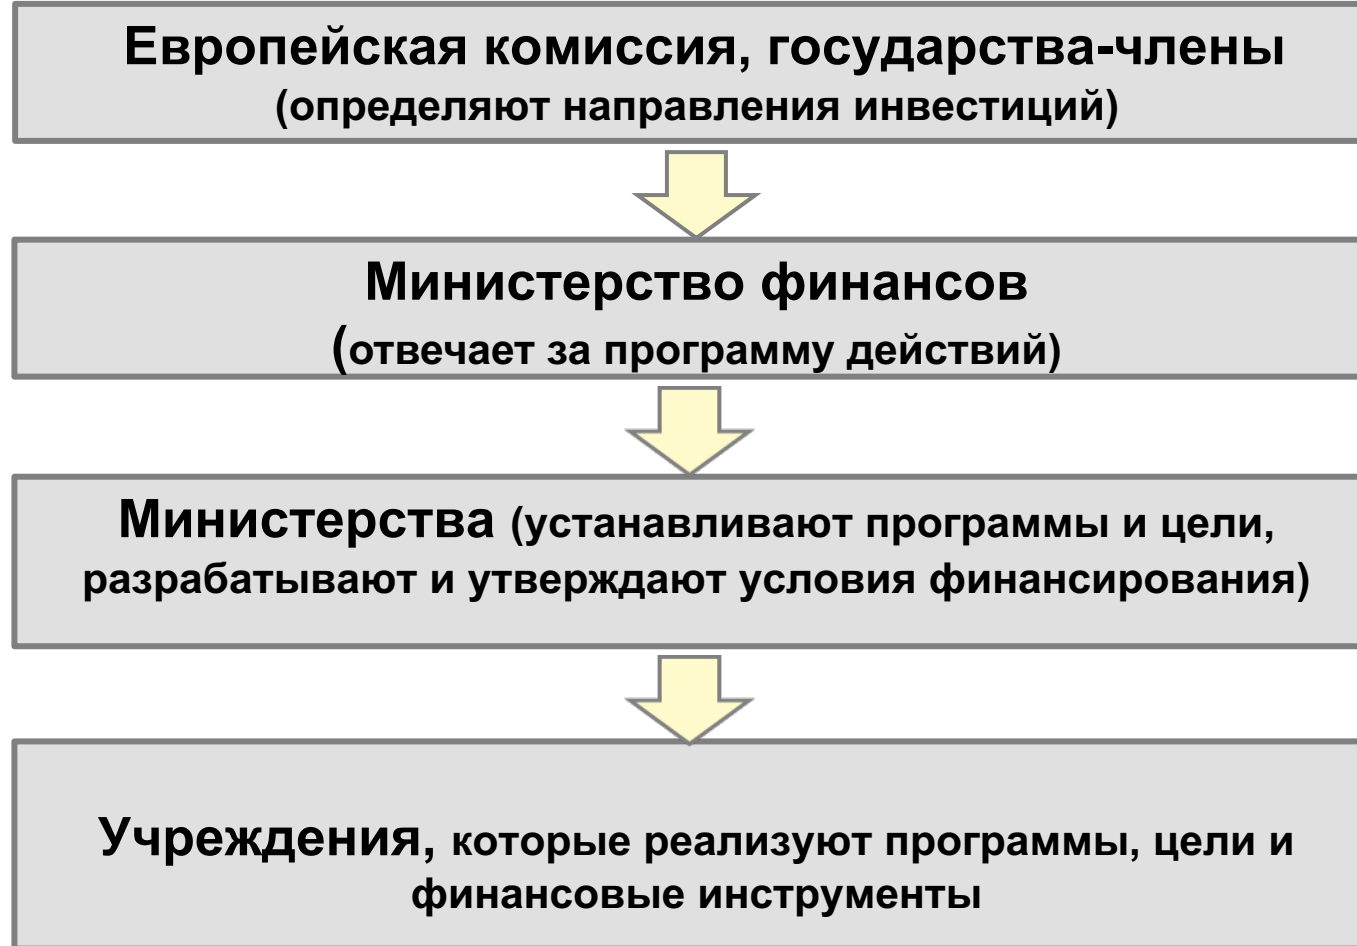 Европейская комиссия, государства-члены
(определяют направления инвестиций)
Министерство финансов
(отвечает за программу действий)
Министерства (устанавливают программы и цели,
разрабатывают и утверждают условия финансирования)
Учреждения, которые реализуют программы, цели и
финансовые инструменты